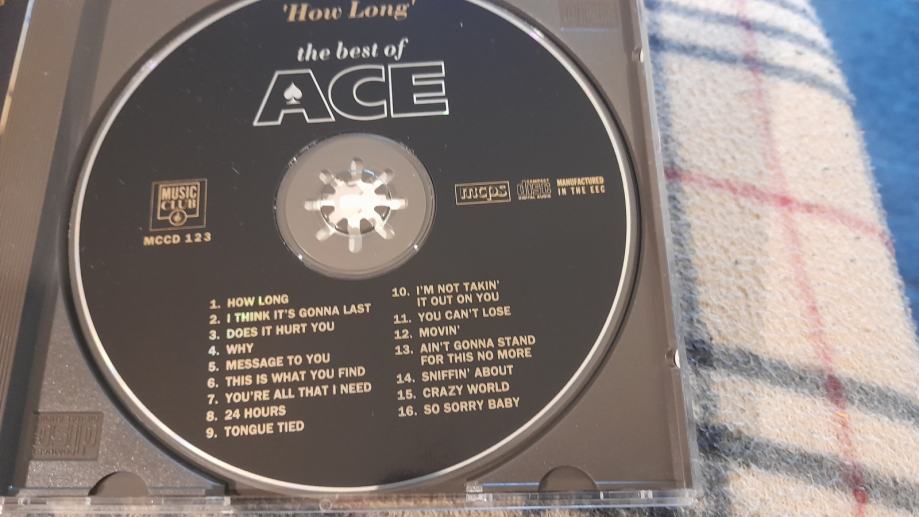 'How Long'
the best of
ACE
MUSIC
CLUB
MCCD 123
mcps
COMPACT
disc
DIGITAL AUDIO
MANUFACTURED
IN THE EEC
1. HOW LONG
2. I THINK IT'S GONNA LAST
3. DOES IT HURT YOU
4. WHY
5. MESSAGE TO YOU
6. THIS IS WHAT YOU FIND
7. YOU'RE ALL THAT I NEED
8. 24 HOURS
9. TONGUE TIED
10. I'M NOT TAKIN'
IT OUT ON YOU
11. YOU CAN'T LOSE
12. MOVIN'
13. AIN'T GONNA STAND
FOR THIS NO MORE
14. SNIFFIN' ABOUT
15. CRAZY WORLD
16. SO SORRY BABY